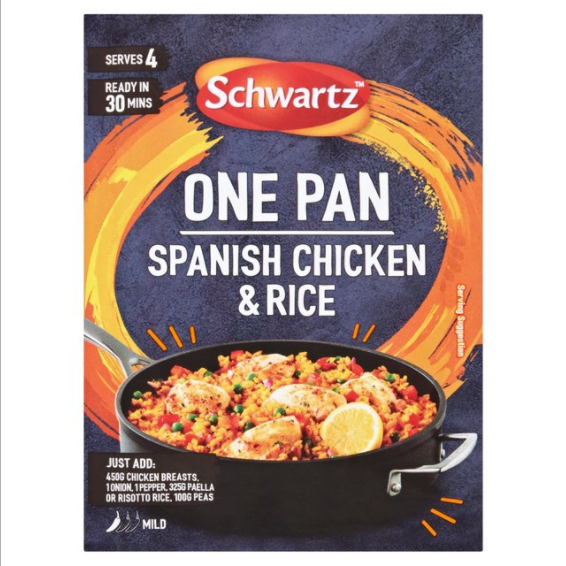 SERVES 4
READY IN
30 MINS
Schwartz™
ONE PAN
SPANISH CHICKEN
& RICE
Serving Suggestion
JUST ADD:
450G CHICKEN BREASTS,
1 ONION, 1 PEPPER, 325G PAELLA
OR RISOTTO RICE, 100G PEAS
MILD